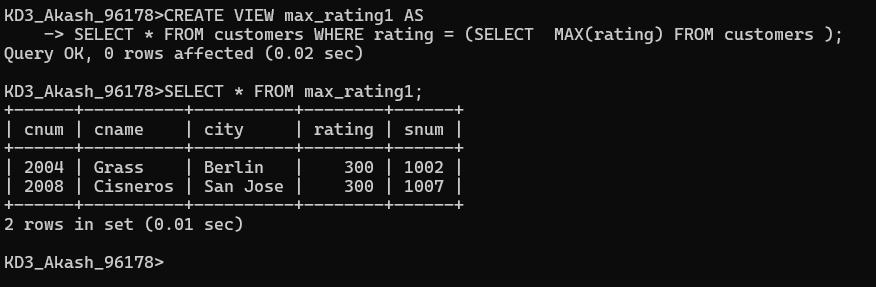 KD3_Akash_96178>CREATE VIEW max_rating1 AS
    -> SELECT * FROM customers WHERE rating = (SELECT  MAX(rating) FROM customers );
Query OK, 0 rows affected (0.02 sec)

KD3_Akash_96178>SELECT * FROM max_rating1;
+------+----------+----------+--------+------+
| cnum | cname    | city     | rating | snum |
+------+----------+----------+--------+------+
| 2004 | Grass    | Berlin   |    300 | 1002 |
| 2008 | Cisneros | San Jose |    300 | 1007 |
+------+----------+----------+--------+------+
2 rows in set (0.01 sec)

KD3_Akash_96178>